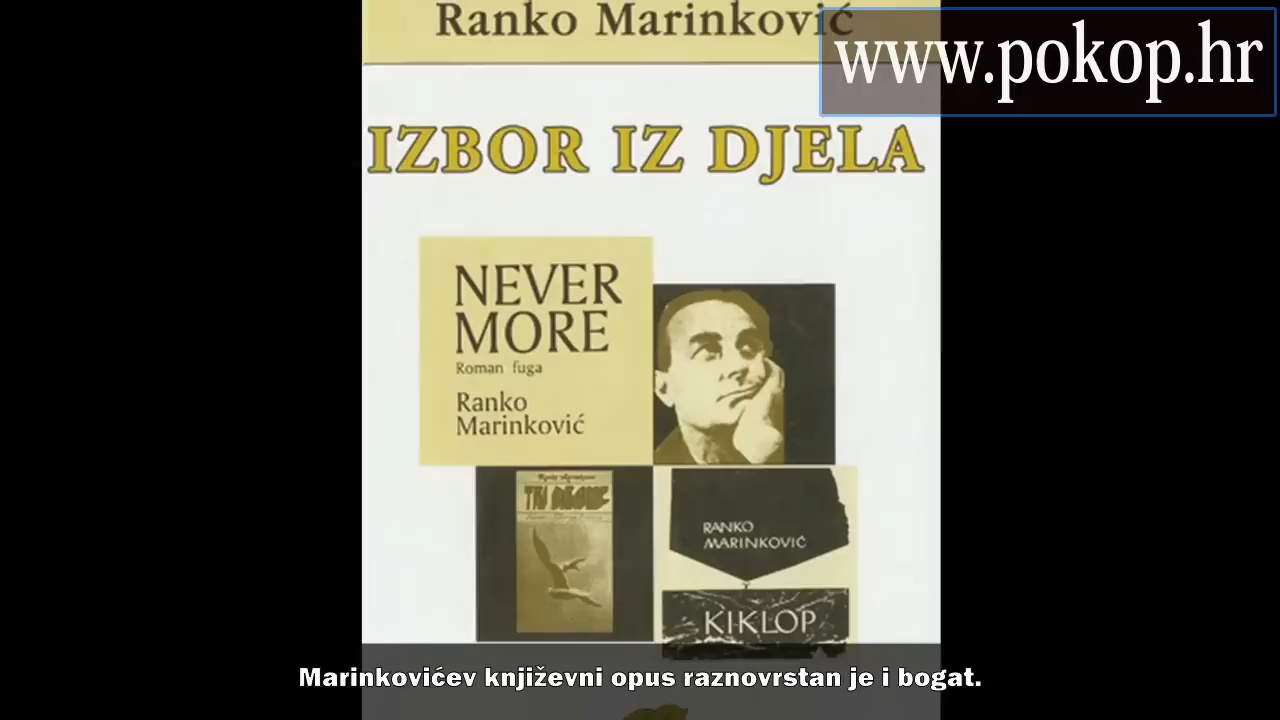 Ranko Marinković
www.pokop.hr
IZBOR IZ DJELA
NEVER
MORE
Roman fuga
Ranko
Marinković
RANKO
MARINKOVIĆ
KIKLOP
Marinkovićev književni opus raznovrstan je i bogat.